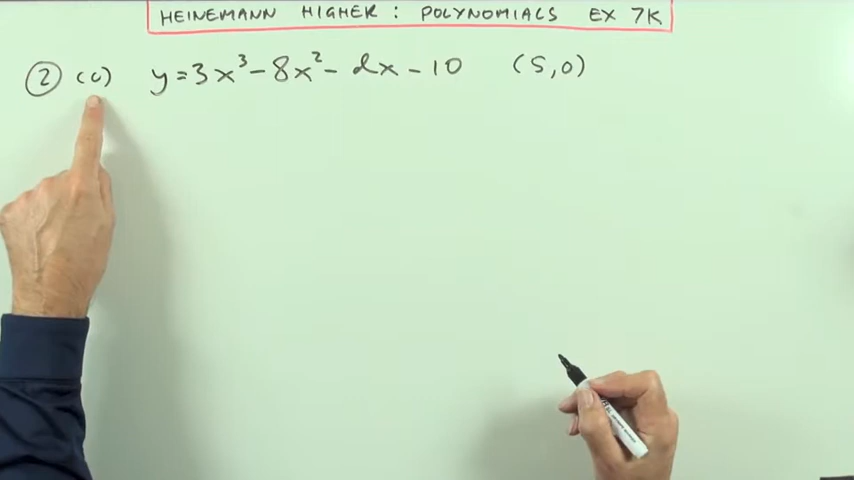 HEINEMANN HIGHER : POLYNOMIALS EX 7K
② (c) y = 3x³ - 8x² - 2x - 10 (5,0)